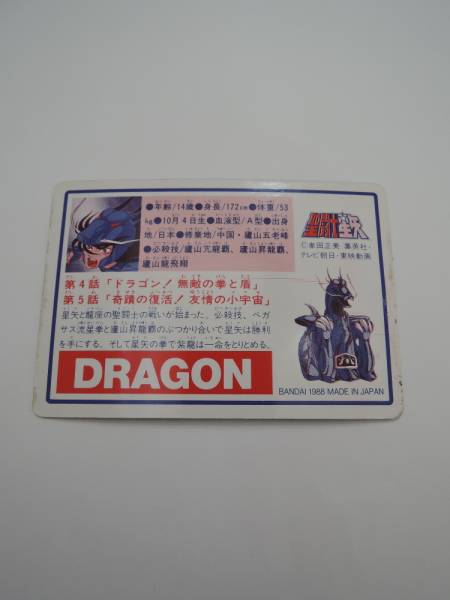 ●年齢/14歳●身長/172cm●体重/53
kg●10月4日生●血液型/A型●出身
地/日本●修業地/中国・廬山五老峰
●必殺技/廬山亢龍覇、廬山昇龍覇、
廬山龍飛翔
聖闘士星矢
©車田正美・集英社・
テレビ朝日・東映動画
第4話「ドラゴン!無敵の拳と盾」
第5話「奇蹟の復活!友情の小宇宙」
星矢と龍座の聖闘士の戦いが始まった。必殺技、ペガ
サス流星拳と廬山昇龍覇のぶつかり合いで星矢は勝利
を手にする。そして星矢の拳で紫龍は一命をとりとめる。
DRAGON
BANDAI 1988 MADE IN JAPAN